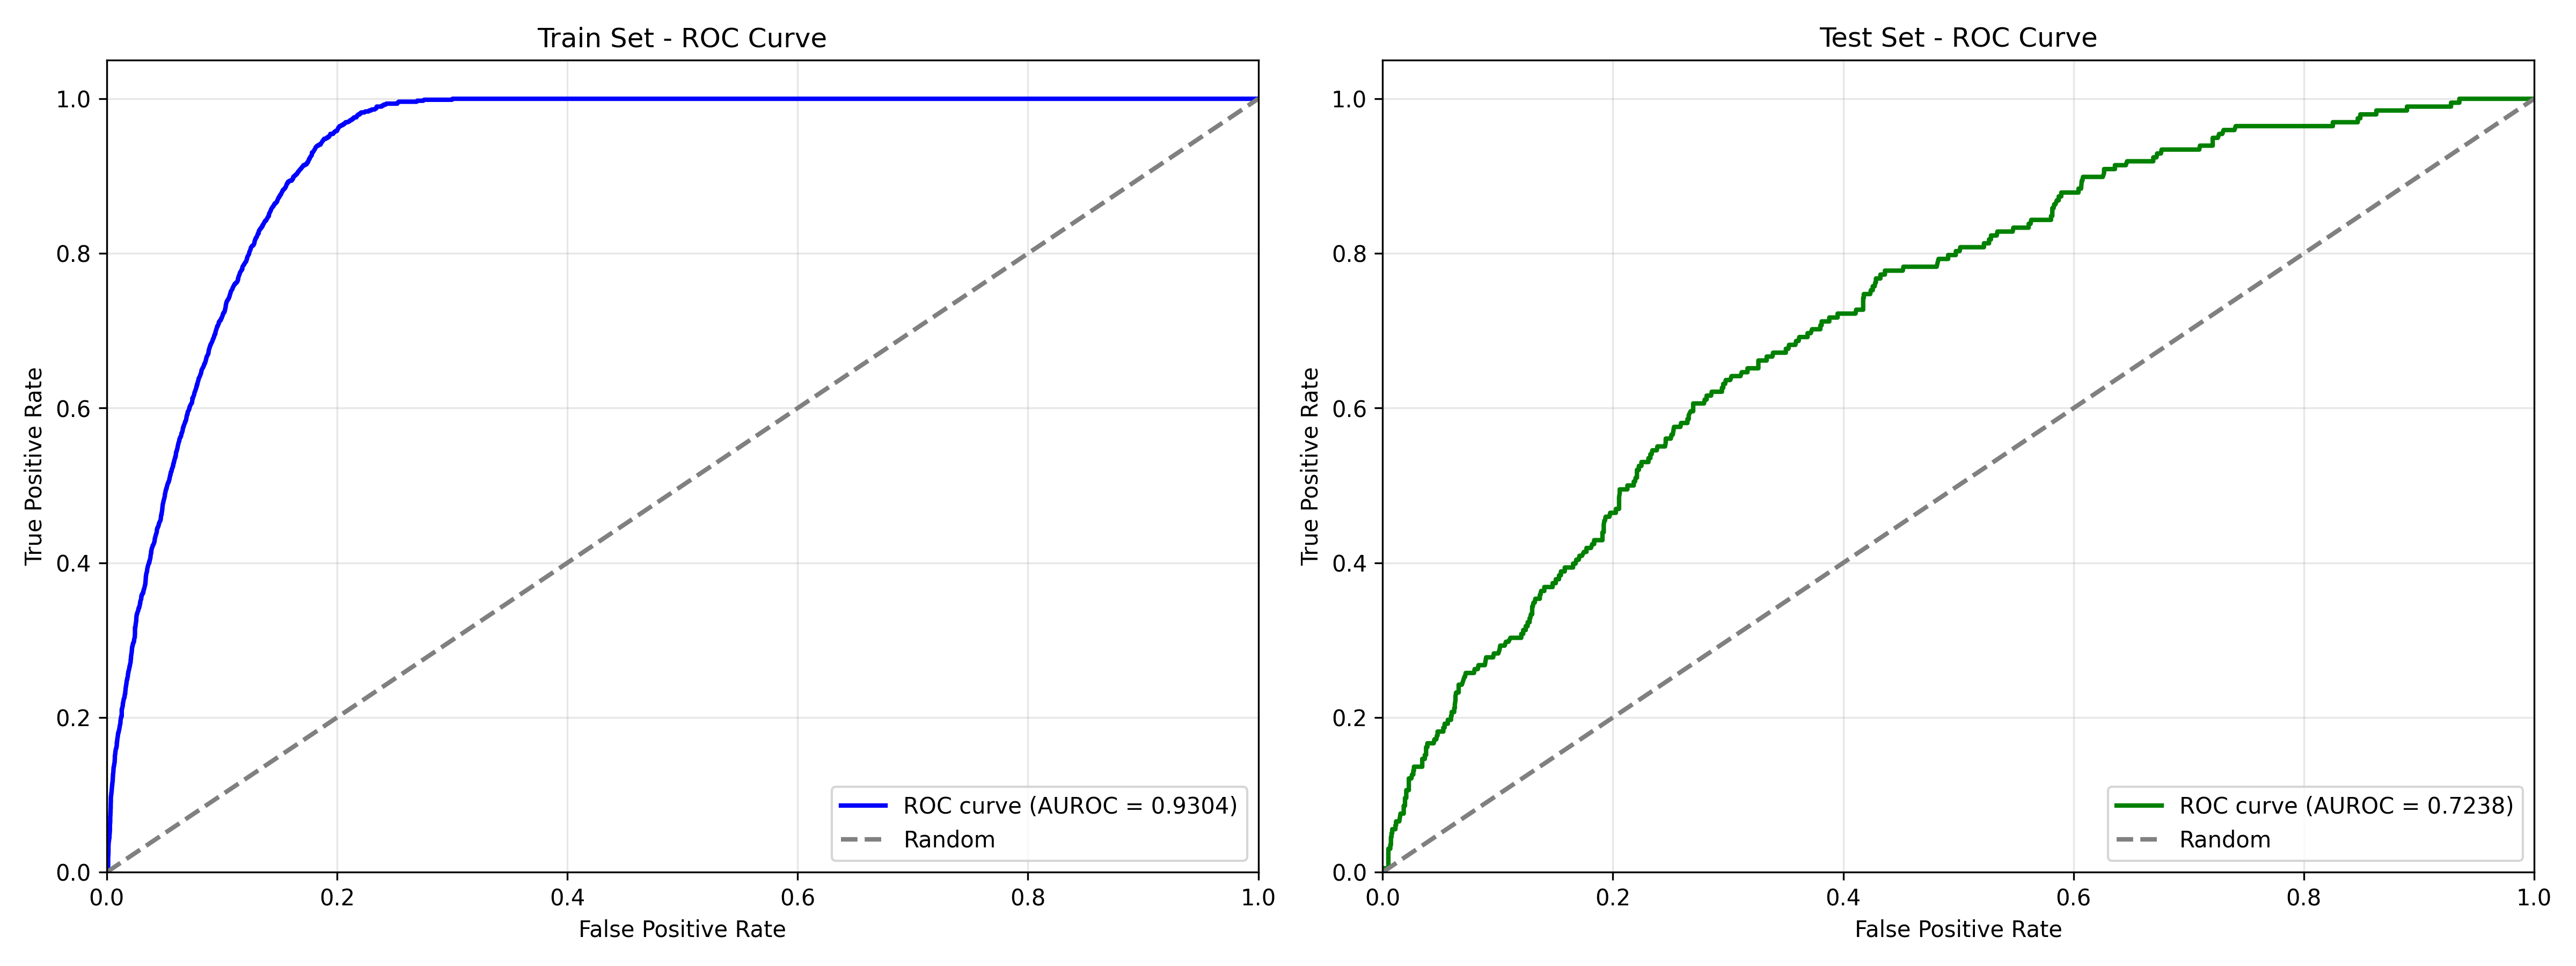 Train Set - ROC Curve
True Positive Rate
1.0
0.8
0.6
0.4
0.2
0.0
ROC curve (AUROC = 0.9304)
Random
0.0 0.2 0.4 0.6 0.8 1.0
False Positive Rate
Test Set - ROC Curve
True Positive Rate
1.0
0.8
0.6
0.4
0.2
0.0
ROC curve (AUROC = 0.7238)
Random
0.0 0.2 0.4 0.6 0.8 1.0
False Positive Rate